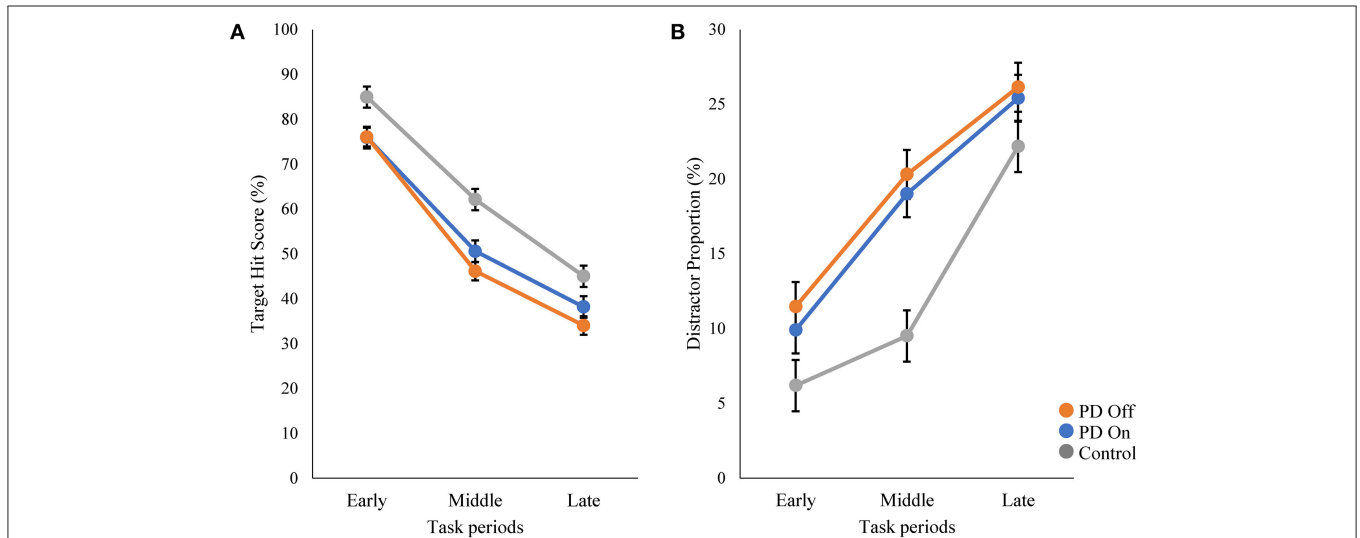 A
Target Hit Score (%)
100
90
80
70
60
50
40
30
20
10
0
Early Middle Late
Task periods
B
Distractor Proportion (%)
30
25
20
15
10
5
0
Early Middle Late
Task periods
PD Off
PD On
Control